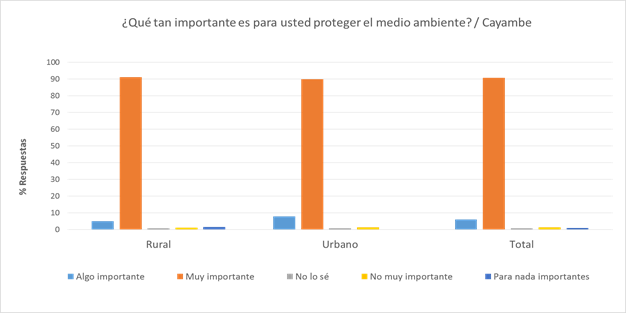 ¿Qué tan importante es para usted proteger el medio ambiente? / Cayambe
100
90
80
70
60
50
40
30
20
10
0
% Respuestas
Rural Urbano Total
Algo importante Muy importante No lo sé No muy importante Para nada importantes